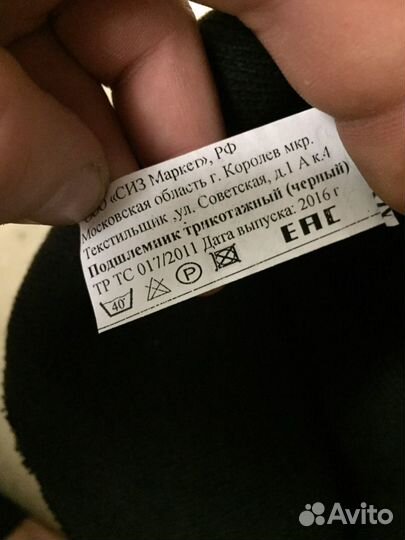 ООО «СИЗ Маркет», РФ
Московская область г. Королев мкр.
Текстильщик ,ул. Советская, д.1 А к.4
Подшлемник трикотажный (черный)
ТР ТС 017/2011 Дата выпуска: 2016 г
EAC
40°
P
Avito